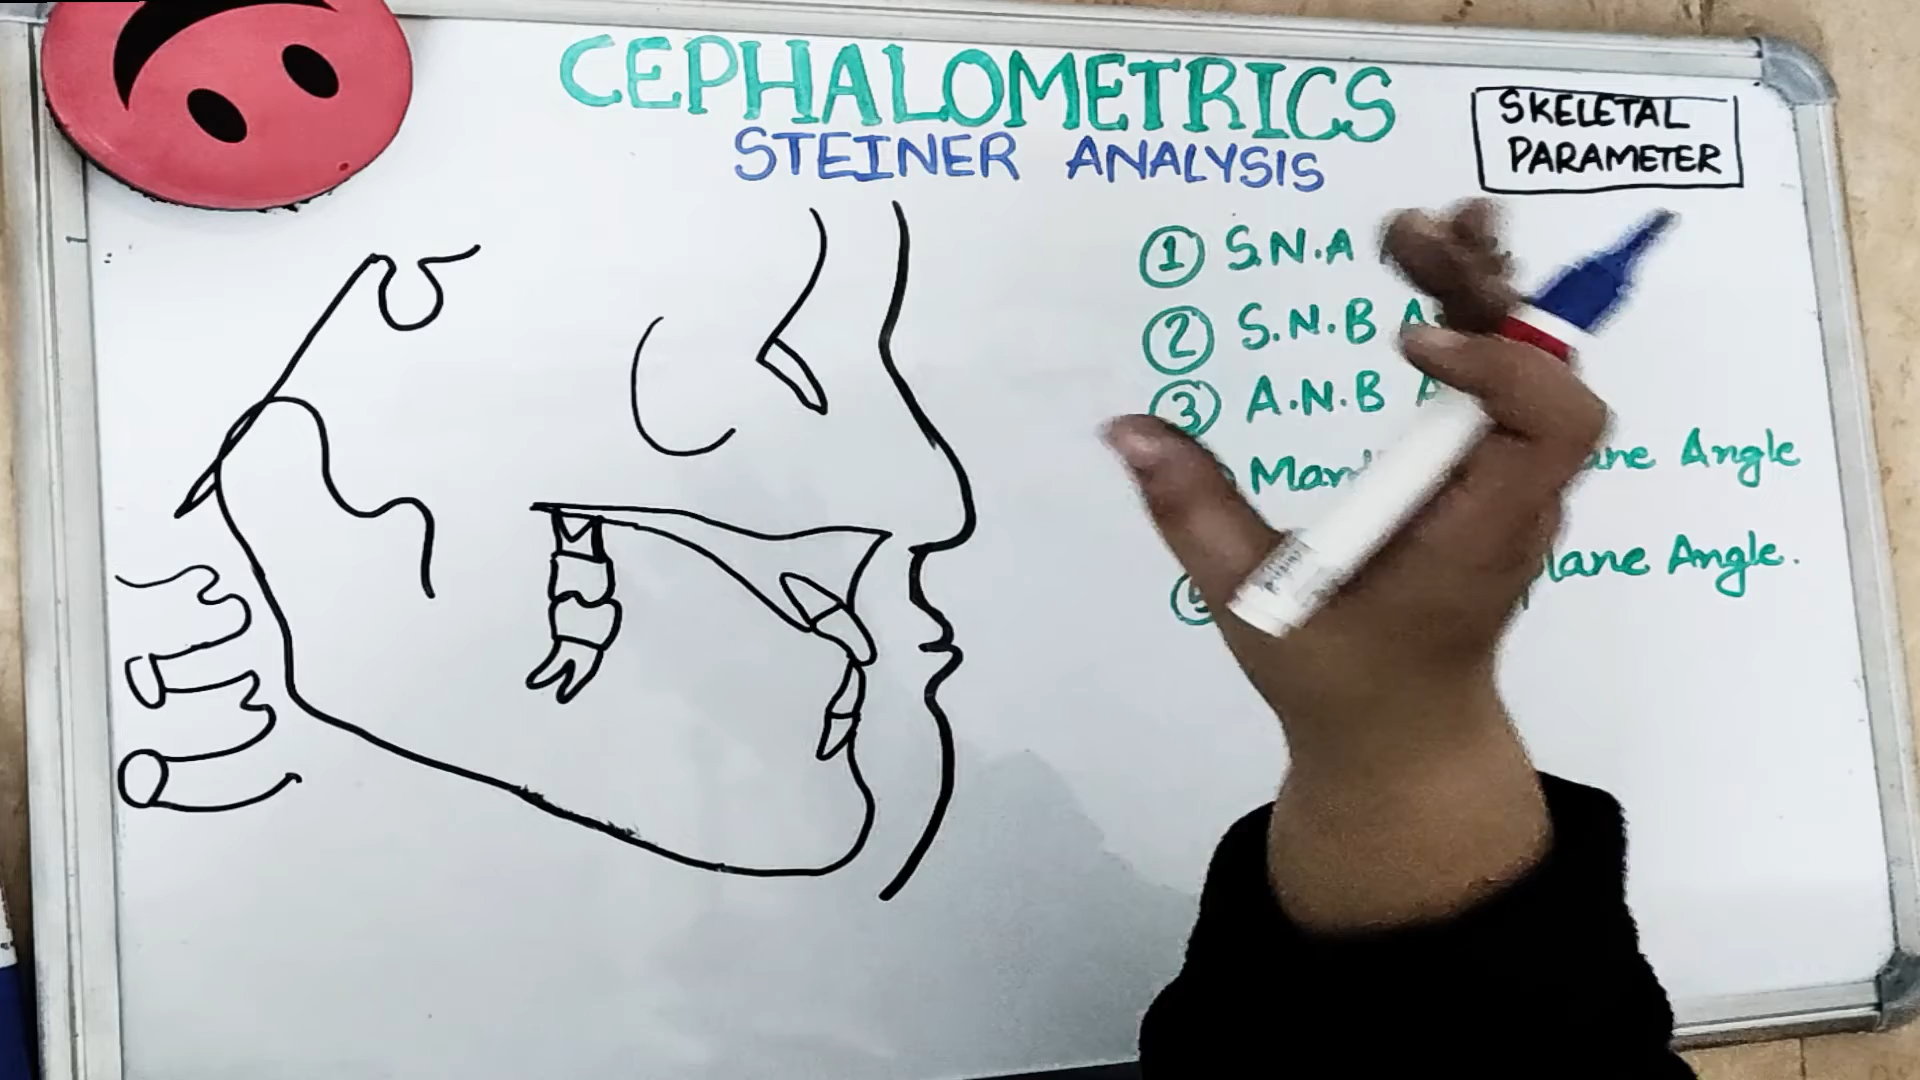 CEPHALOMETRICS
STEINER ANALYSIS
SKELETAL
PARAMETER
1 S.N.A
2 S.N.B
3 A.N.B
Angle
Angle.